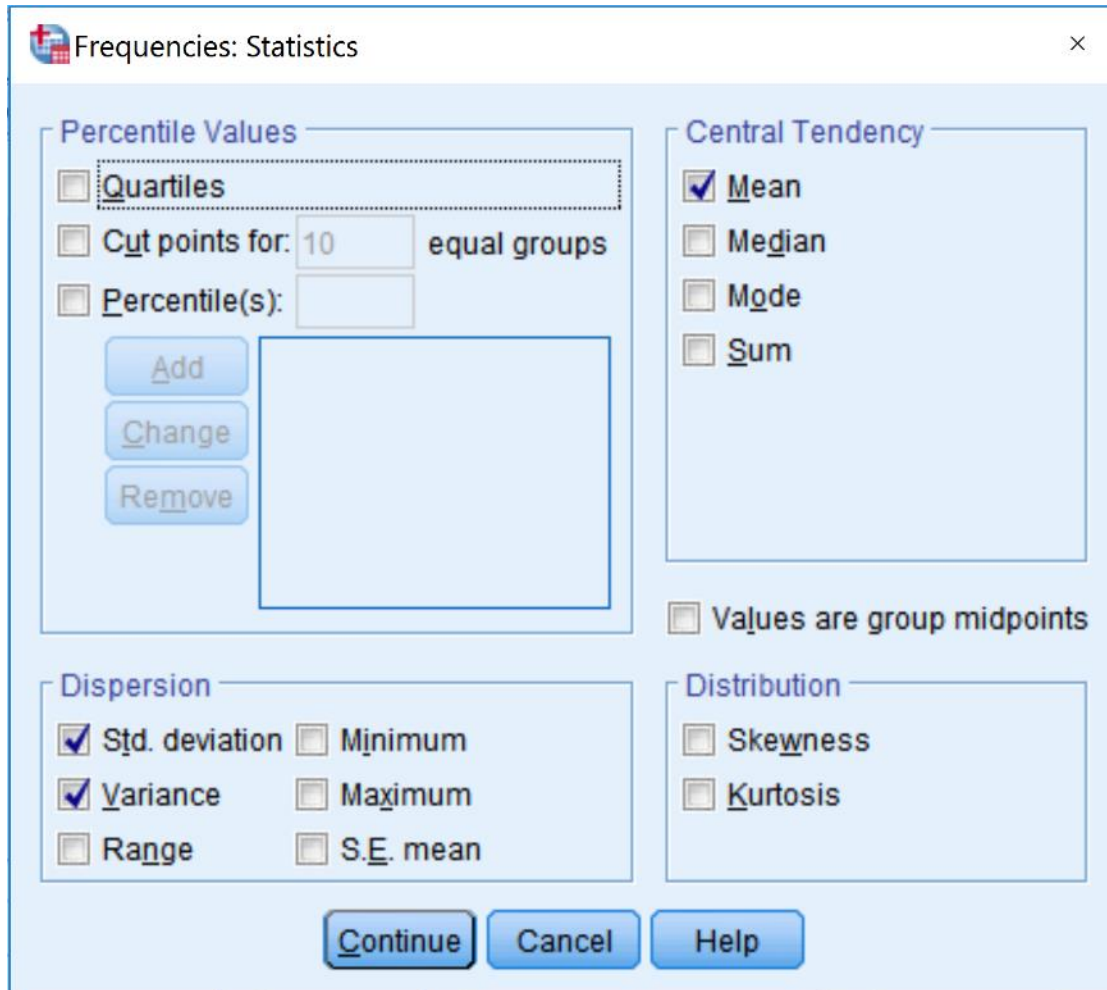 Frequencies: Statistics
Percentile Values
Quartiles
Cut points for: 10 equal groups
Percentile(s):
Add
Change
Remove
Central Tendency
Mean
Median
Mode
Sum
Values are group midpoints
Dispersion
Std. deviation Minimum
Variance Maximum
Range S.E. mean
Distribution
Skewness
Kurtosis
Continue Cancel Help